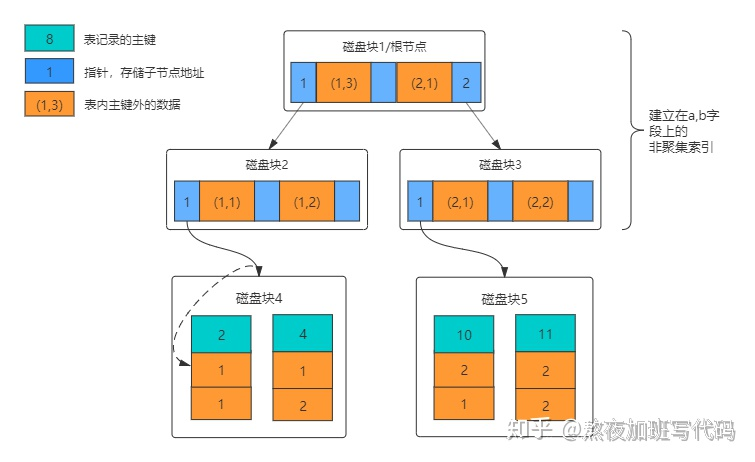 8 表记录的主键
1 指针，存储子节点地址
(1,3) 表内主键外的数据
磁盘块1/根节点
1 (1,3) (2,1) 2
建立在a,b字
段上的
非聚集索引
磁盘块2
1 (1,1) (1,2)
磁盘块3
1 (2,1) (2,2)
磁盘块4
2 4
1 1
1 2
磁盘块5
10 11
2 2
1 2
知乎 @熬夜加班写代码